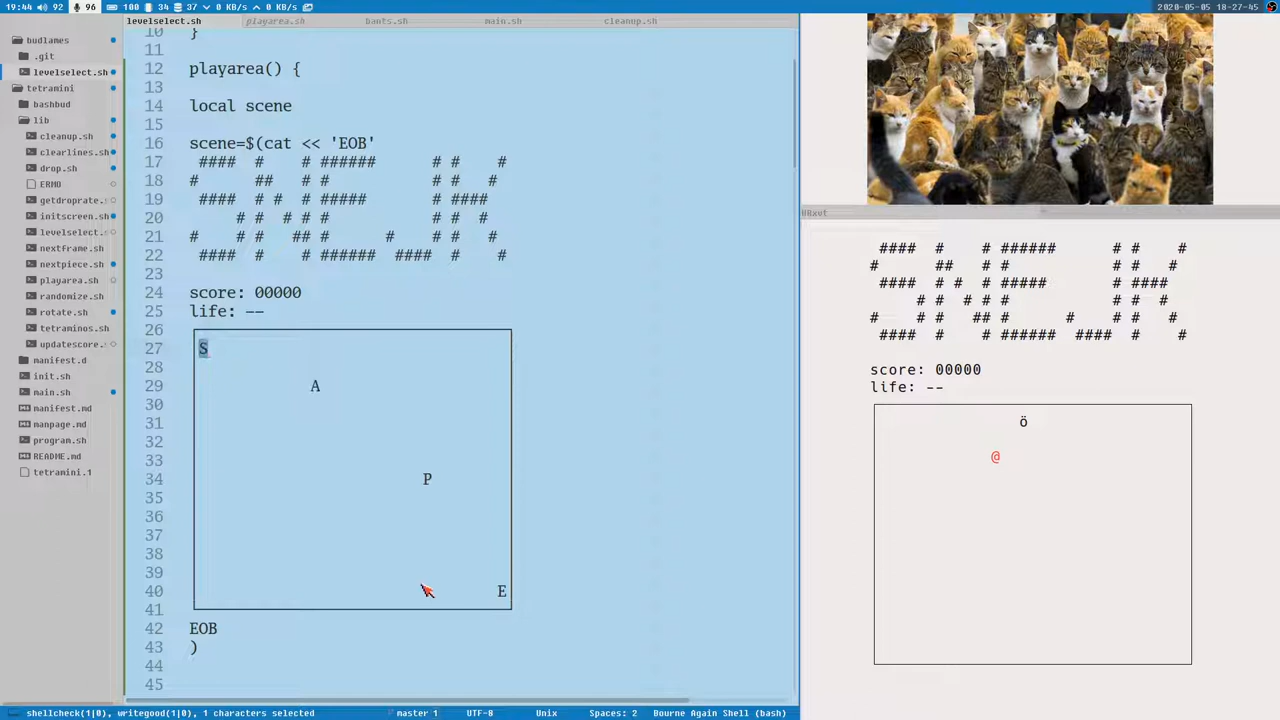 19:44 92 96 100 34 37 0 KB/s 0 KB/s
2020-05-05 18-27-45
levelselect.sh playarea.sh bants.sh main.sh cleanup.sh
budlames
.git
levelselect.sh
tetramini
bashbud
lib
cleanup.sh
clearlines.sh
drop.sh
ERMO
getdroprate.
initscreen.sh
levelselect.
nextframe.sh
nextpiece.sh
playarea.sh
randomize.sh
rotate.sh
tetraminos.sh
updatescore.
manifest.d
init.sh
main.sh
manifest.md
manpage.md
program.sh
README.md
tetramini.1
10 }
11
12 playarea() {
13
14 local scene
15
16 scene=$(cat << 'EOB'
17  ####  #    # ######      # #    #
18 #      ##   # #           # #   #
19  ####  # #  # #####       # ####
20      # #  # # #           # #  #
21 #    # #   ## #      #    # #   #
22  ####  #    # ######  ####  #    #
23
24 score: 00000
25 life: --
26
27 S
28
29 A
30
31
32
33
34 P
35
36
37
38
39
40 E
41
42 EOB
43 )
44
45
shellcheck(1|0), writegood(1|0), 1 characters selected master 1 UTF-8 Unix Spaces: 2 Bourne Again Shell (bash)
URxvt
 ####  #    # ######      # #    #
#      ##   # #           # #   #
 ####  # #  # #####       # ####
     # #  # # #           # #  #
#    # #   ## #      #    # #   #
 ####  #    # ######  ####  #    #
score: 00000
life: --
ö
@